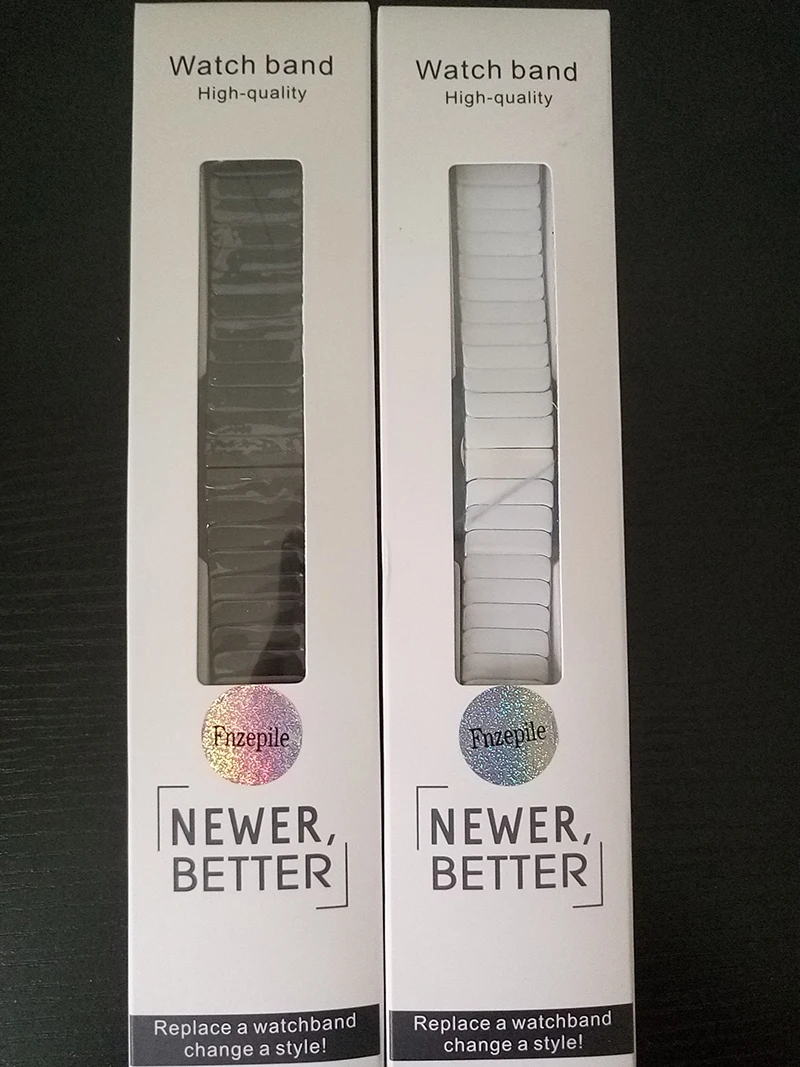 Watch band
High-quality
Fnzepile
NEWER,
BETTER
Replace a watchband
change a style!
Watch band
High-quality
Fnzepile
NEWER,
BETTER
Replace a watchband
change a style!